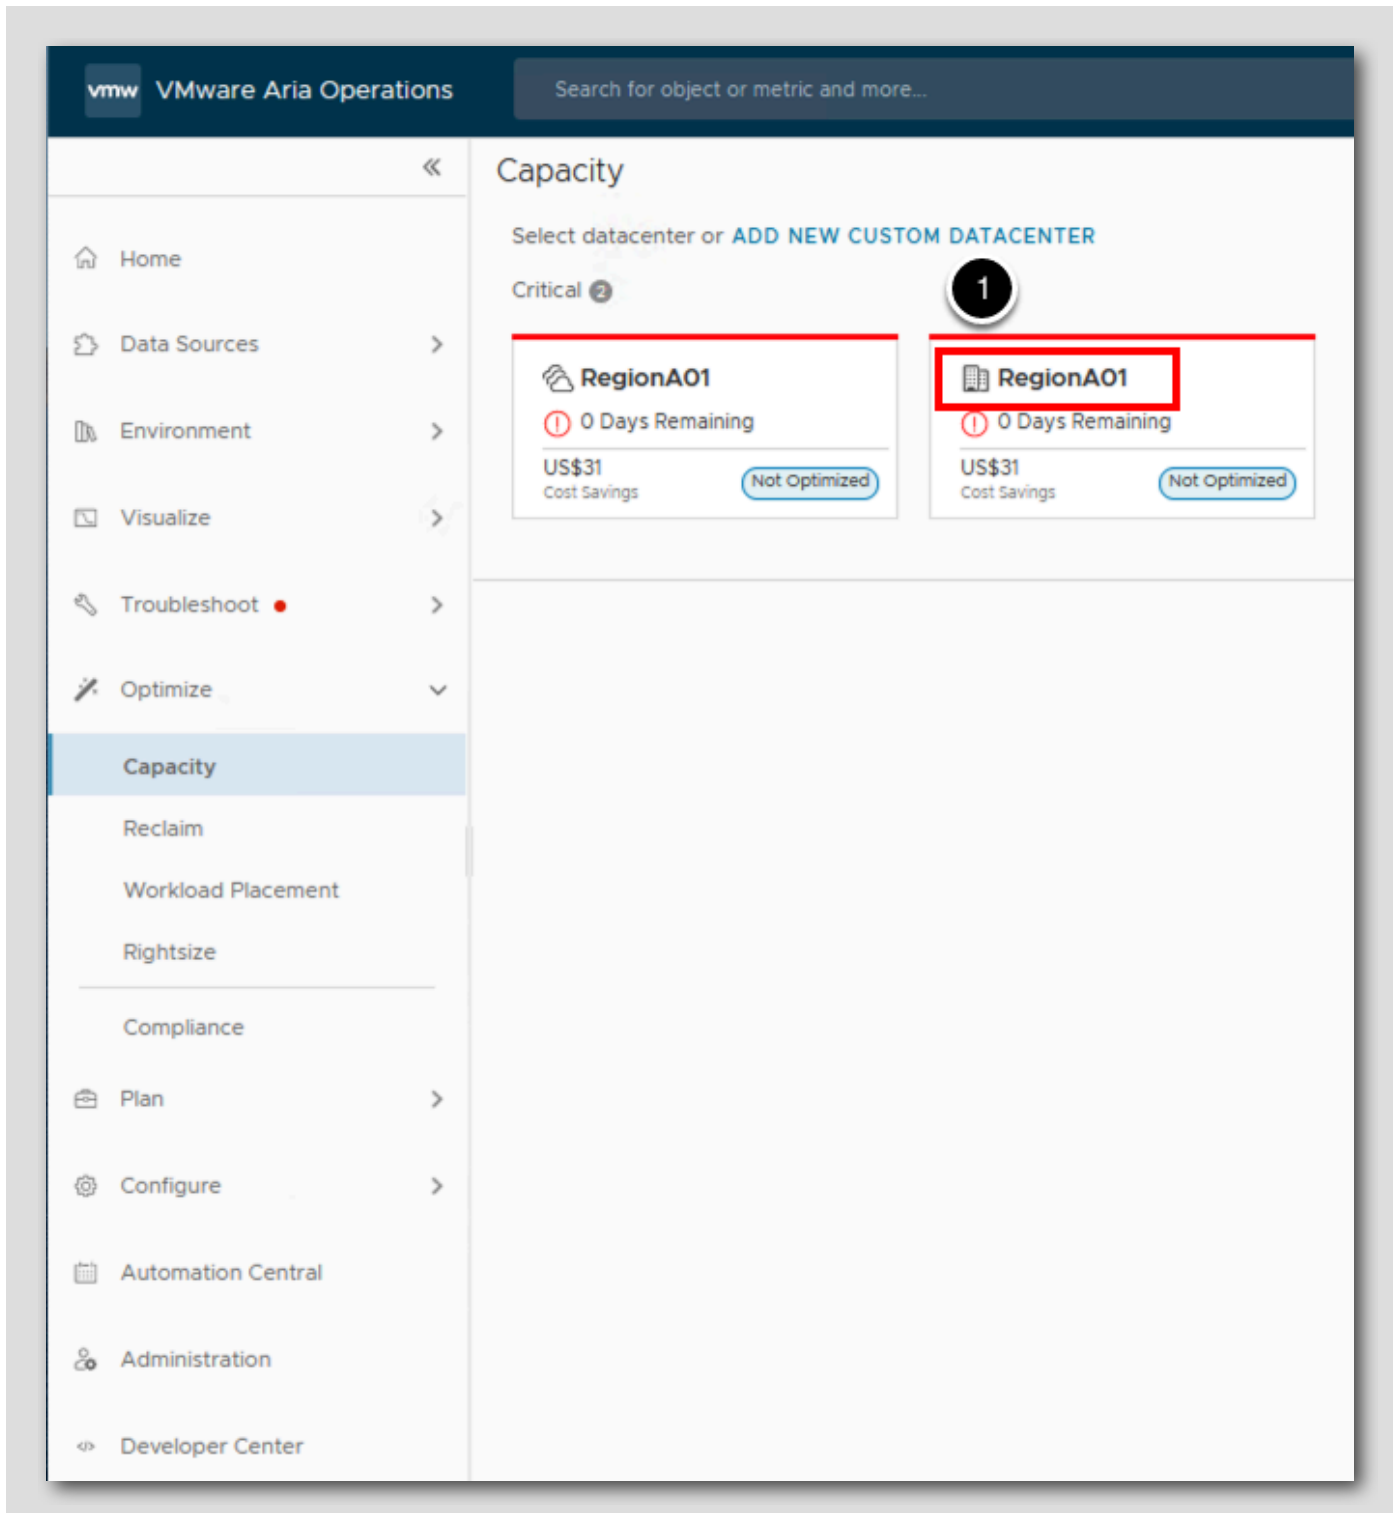 vmw VMware Aria Operations
Search for object or metric and more...
Home
Data Sources
Environment
Visualize
Troubleshoot
Optimize
Capacity
Reclaim
Workload Placement
Rightsize
Compliance
Plan
Configure
Automation Central
Administration
Developer Center
Capacity
Select datacenter or ADD NEW CUSTOM DATACENTER
Critical 2
1
RegionA01
0 Days Remaining
US$31
Cost Savings
Not Optimized
RegionA01
0 Days Remaining
US$31
Cost Savings
Not Optimized